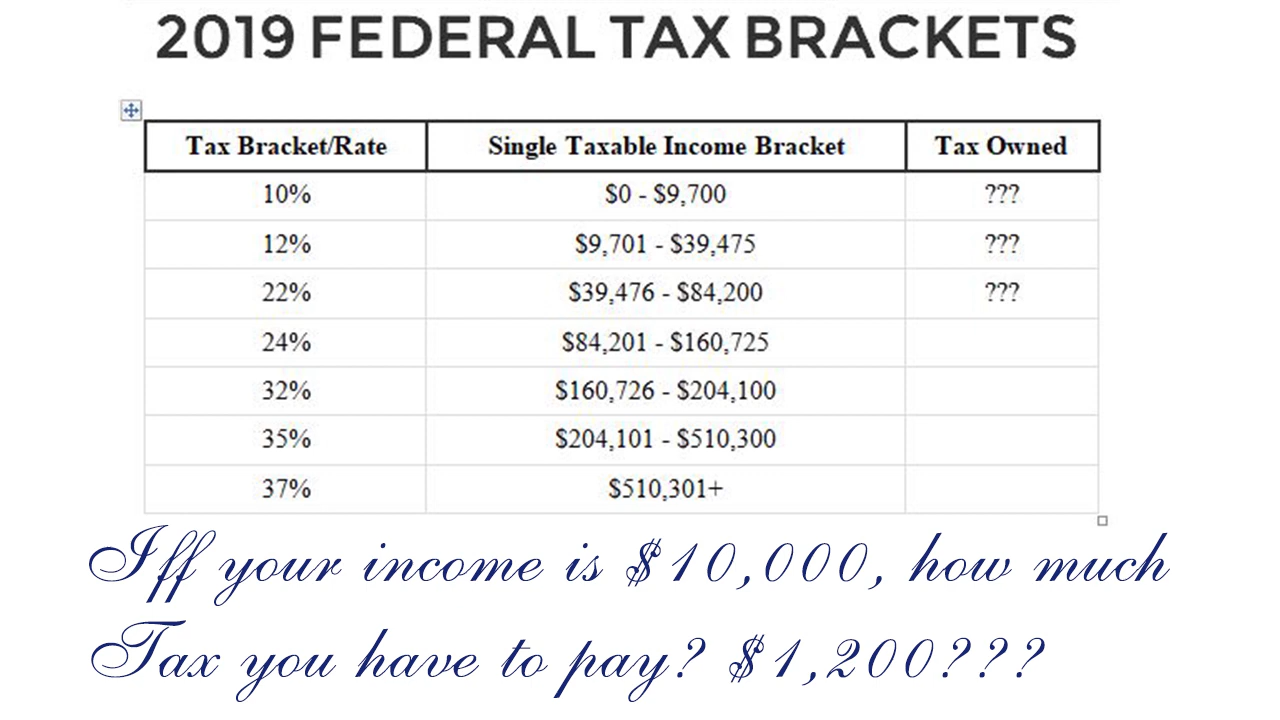 2019 FEDERAL TAX BRACKETS
Tax Bracket/Rate Single Taxable Income Bracket Tax Owned
10% $0 - $9,700 ???
12% $9,701 - $39,475 ???
22% $39,476 - $84,200 ???
24% $84,201 - $160,725
32% $160,726 - $204,100
35% $204,101 - $510,300
37% $510,301+
Iff your income is $10,000, how much
Tax you have to pay? $1,200???